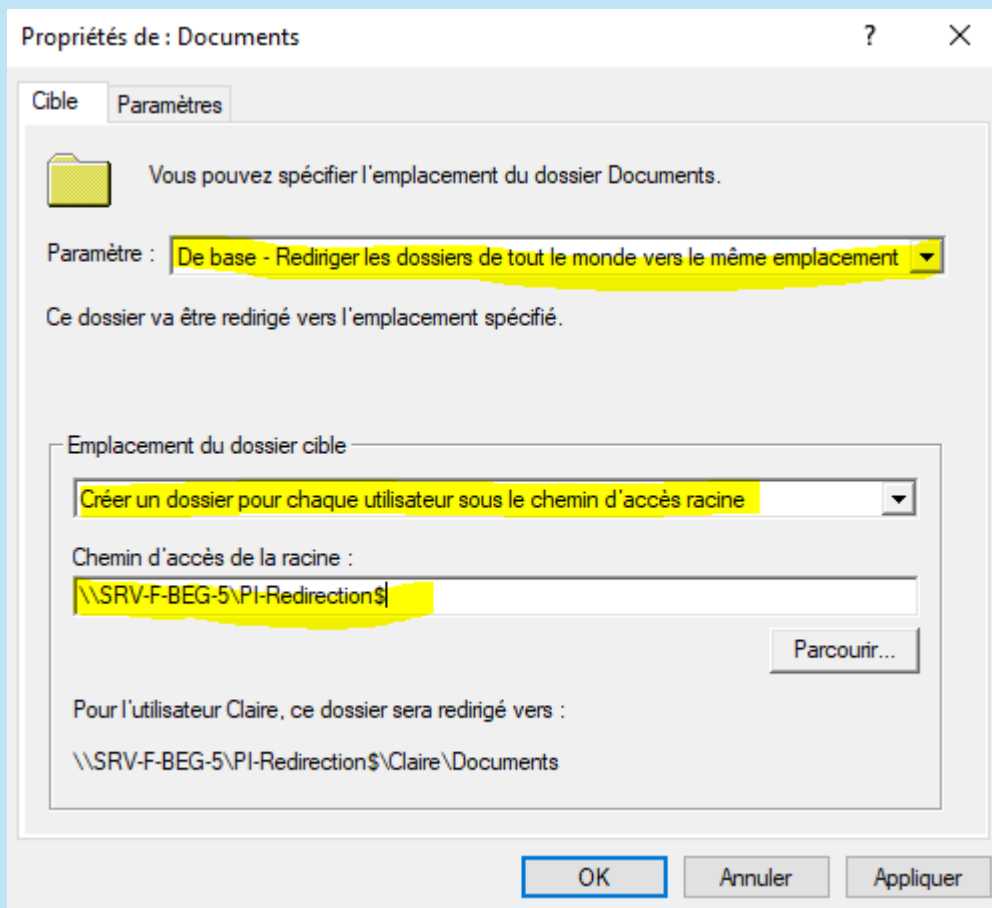 Propriétés de : Documents ?
Cible Paramètres
Vous pouvez spécifier l'emplacement du dossier Documents.
Paramètre : De base - Rediriger les dossiers de tout le monde vers le même emplacement
Ce dossier va être redirigé vers l'emplacement spécifié.
Emplacement du dossier cible
Créer un dossier pour chaque utilisateur sous le chemin d'accès racine
Chemin d'accès de la racine :
\\SRV-F-BEG-5\PI-Redirection$
Parcourir...
Pour l'utilisateur Claire, ce dossier sera redirigé vers :
\\SRV-F-BEG-5\PI-Redirection$\Claire\Documents
OK Annuler Appliquer